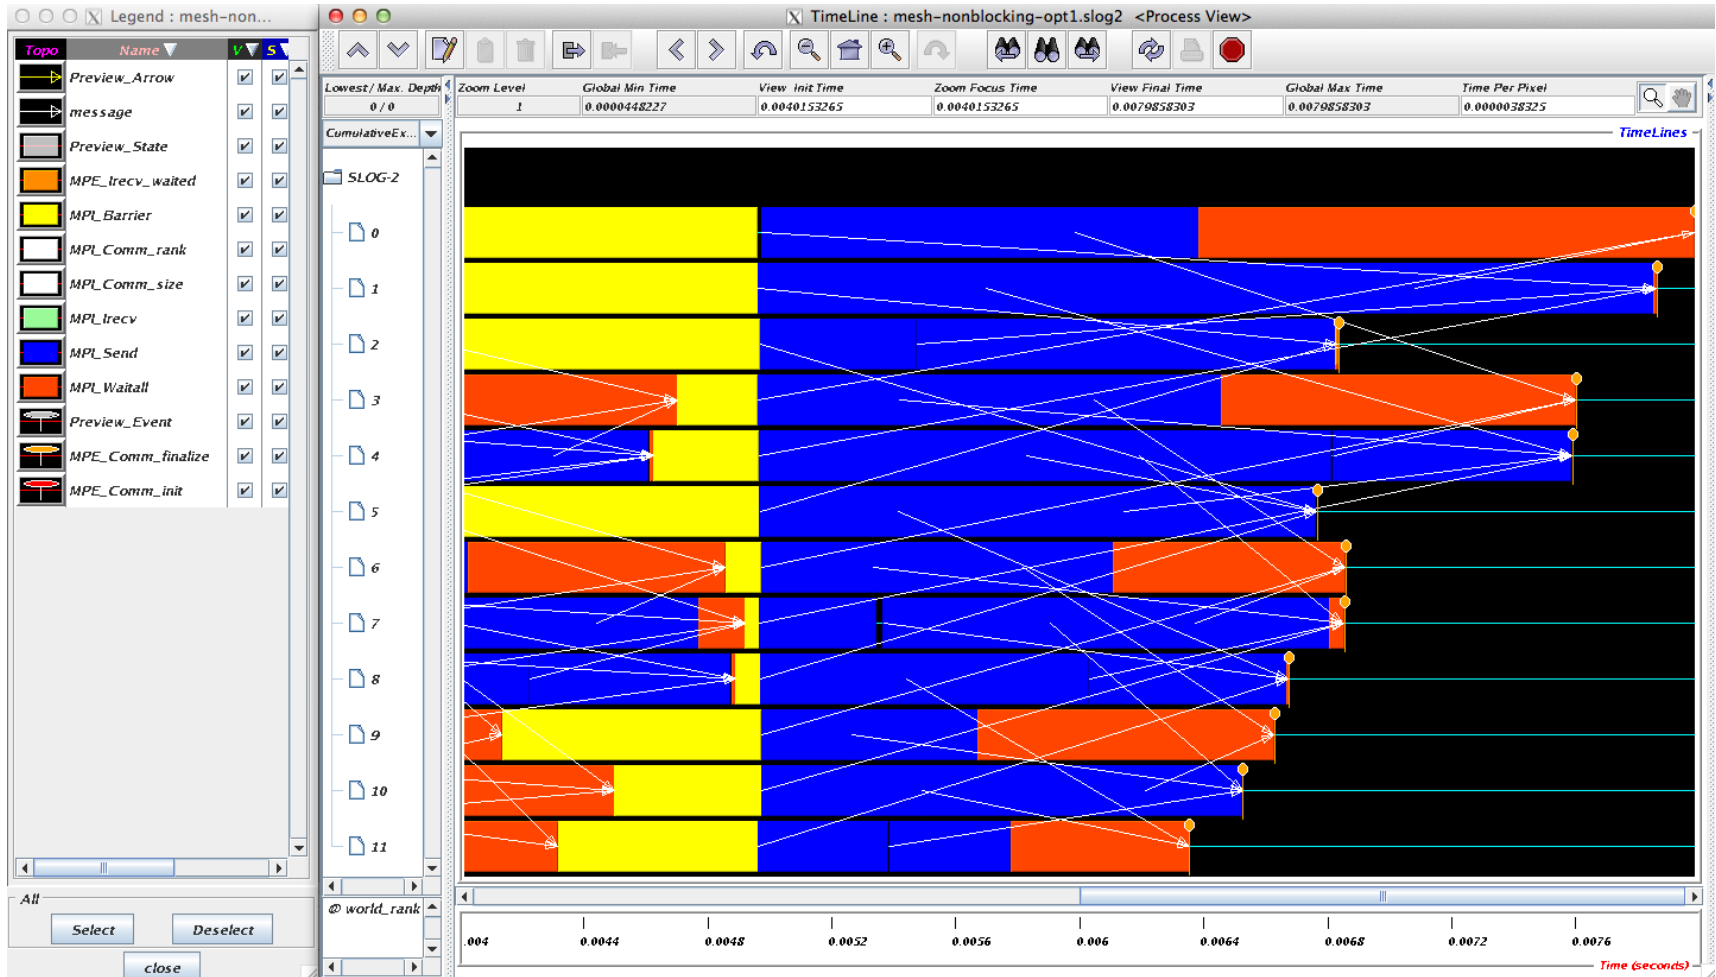 Legend : mesh-non...
TimeLine : mesh-nonblocking-opt1.slog2 <Process View>
Topo Name V S
Preview_Arrow
message
Preview_State
MPE_Irecv_waited
MPI_Barrier
MPI_Comm_rank
MPI_Comm_size
MPI_Irecv
MPI_Send
MPI_Waitall
Preview_Event
MPE_Comm_finalize
MPE_Comm_init
All
Select Deselect
close
Lowest / Max. Depth Zoom Level Global Min Time View Init Time Zoom Focus Time View Final Time Global Max Time Time Per Pixel
0 / 0 1 0.0000448227 0.0040153265 0.0040153265 0.0079858303 0.0079858303 0.0000038325
CumulativeEx...
TimeLines
SLOG-2
0
1
2
3
4
5
6
7
8
9
10
11
@ world_rank
.004 0.0044 0.0048 0.0052 0.0056 0.006 0.0064 0.0068 0.0072 0.0076
Time (seconds)